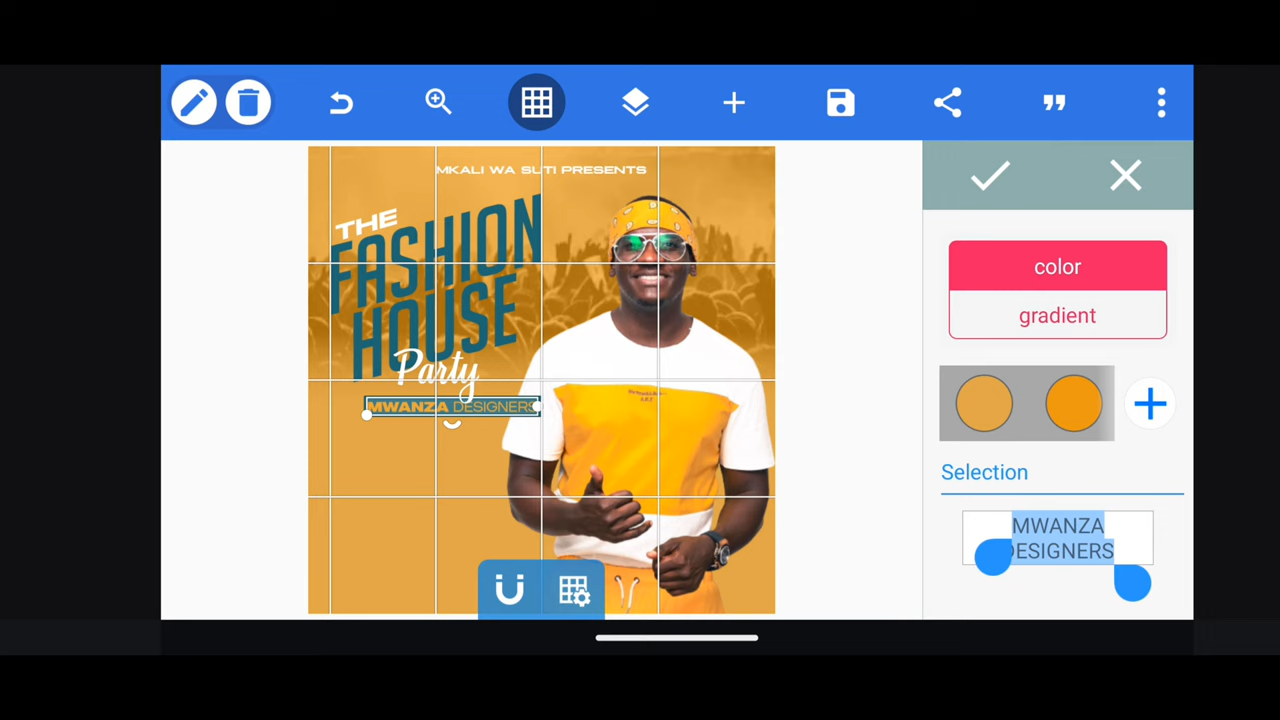 MKALI WA SUTI PRESENTS
THE
FASHION
HOUSE
Party
MWANZA DESIGNERS
color
gradient
Selection
MWANZA
DESIGNERS